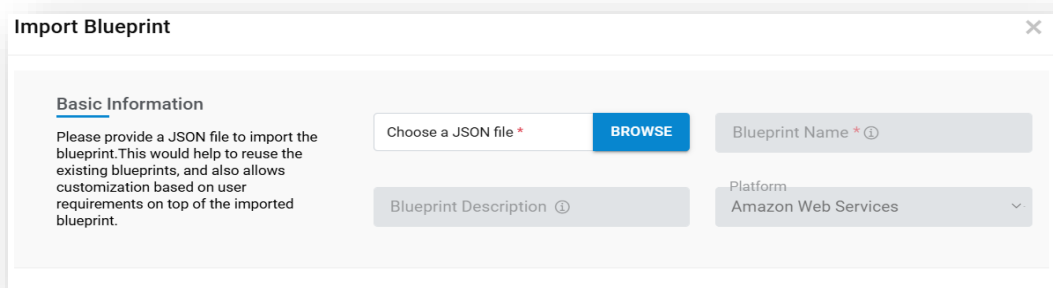 Import Blueprint
Basic Information
Please provide a JSON file to import the
blueprint.This would help to reuse the
existing blueprints, and also allows
customization based on user
requirements on top of the imported
blueprint.
Choose a JSON file *
BROWSE
Blueprint Name *
Blueprint Description
Platform
Amazon Web Services